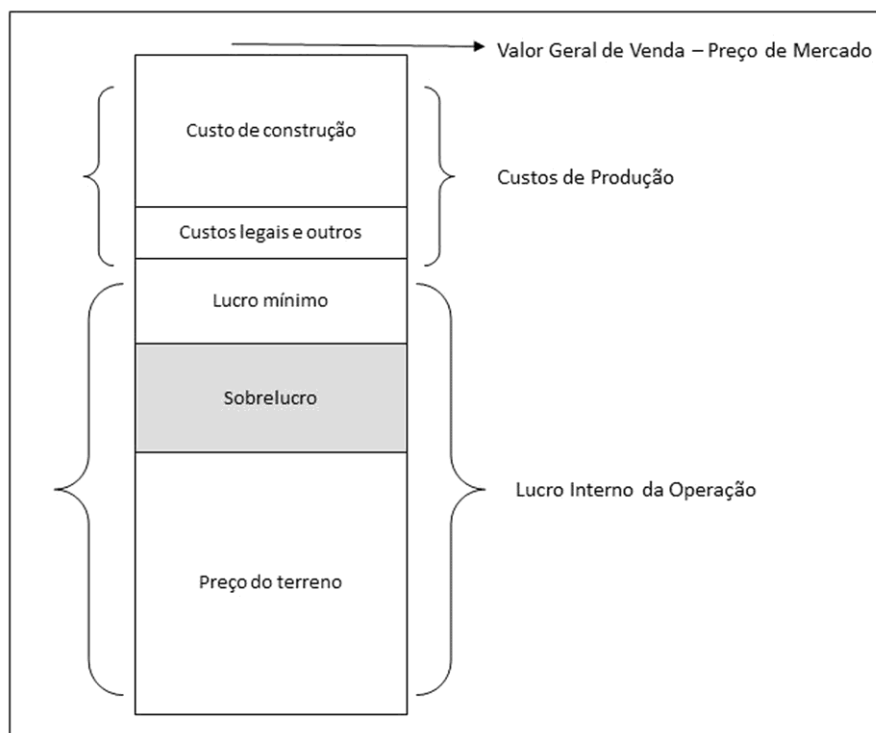 Valor Geral de Venda – Preço de Mercado
Custo de construção
Custos de Produção
Custos legais e outros
Lucro mínimo
Sobrelucro
Lucro Interno da Operação
Preço do terreno